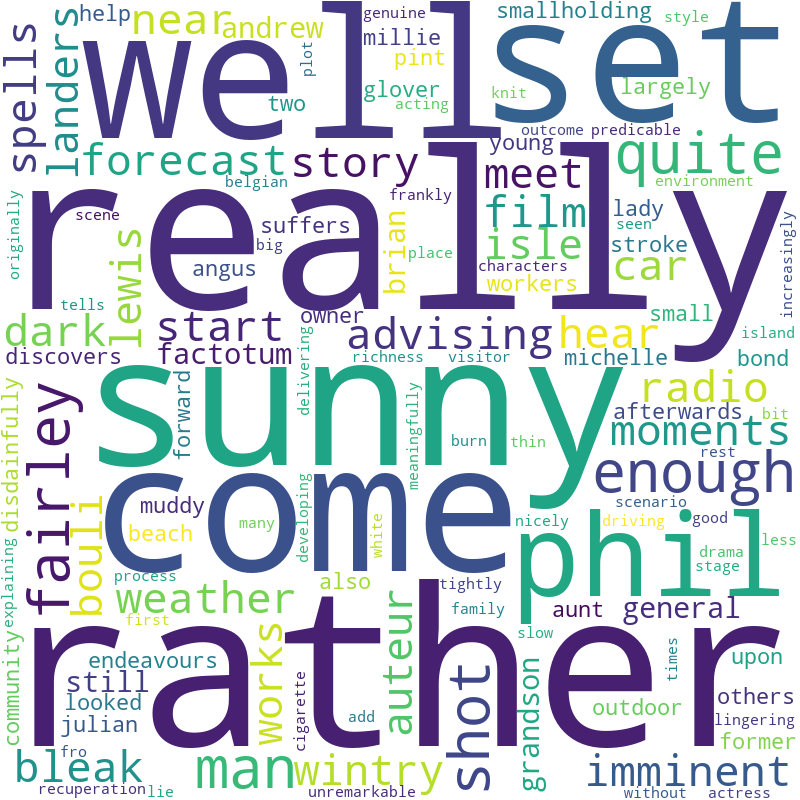 well
set
really
sunny
come
rather
phil
help
near
andrew
genuine
millie
smallholding
style
spells
landers
plot
two
pint
glover
acting
knit
largely
outcome
predicable
forecast
story
young
meet
quite
environment
belgian
frankly
originally
scene
suffers
big
angus
brian
place
film
isle
lady
seen
stroke
characters
workers
car
increasingly
tells
lewis
dark
start
owner
advising
hear
small
island
discovers
factotum
delivering
richness
visitor
michelle
bond
disdainfully
fairley
forward
meaningfully
burn
thin
radio
bit
afterwards
moments
rest
enough
bouli
muddy
beach
many
developing
white
scenario
nicely
driving
good
drama
less
stage
explaining
process
weather
also
tightly
first
family
aunt
general
slow
community
endeavours
works
auteur
still
looked
julian
cigarette
add
shot
grandson
times
upon
outdoor
others
lingering
former
fro
bleak
man
wintry
imminent
recuperation
lie
unremarkable
without
actress